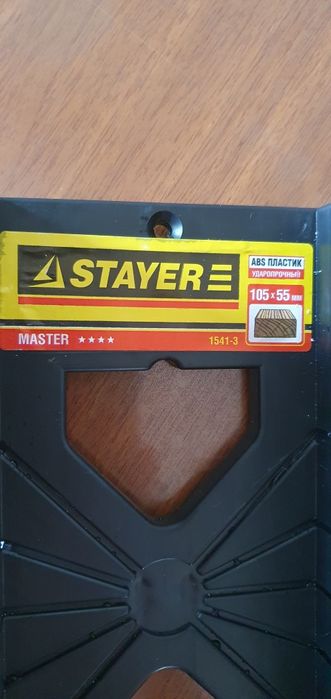 STAYER
ABS ПЛАСТИК
УДАРОПРОЧНЫЙ
105 x 55 мм
MASTER ★★★★
1541-3